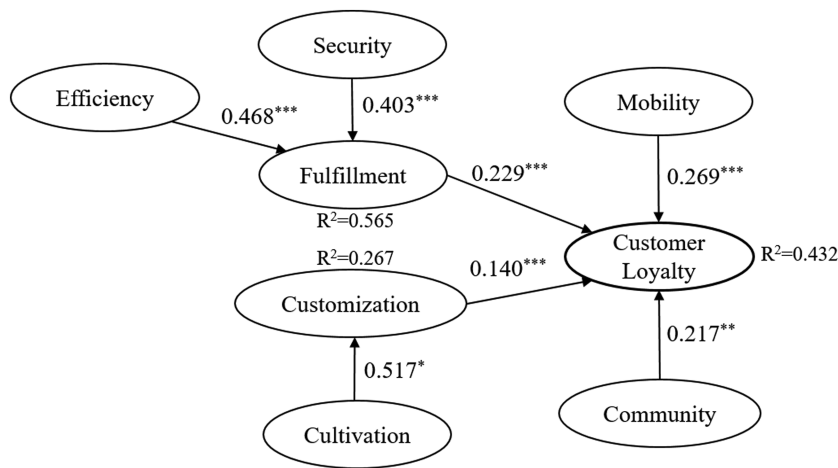 Security
Efficiency
Mobility
0.468***
0.403***
Fulfillment
0.229***
0.269***
R²=0.565
R²=0.267
Customer
Loyalty
R²=0.432
0.140***
Customization
0.517*
0.217**
Cultivation
Community